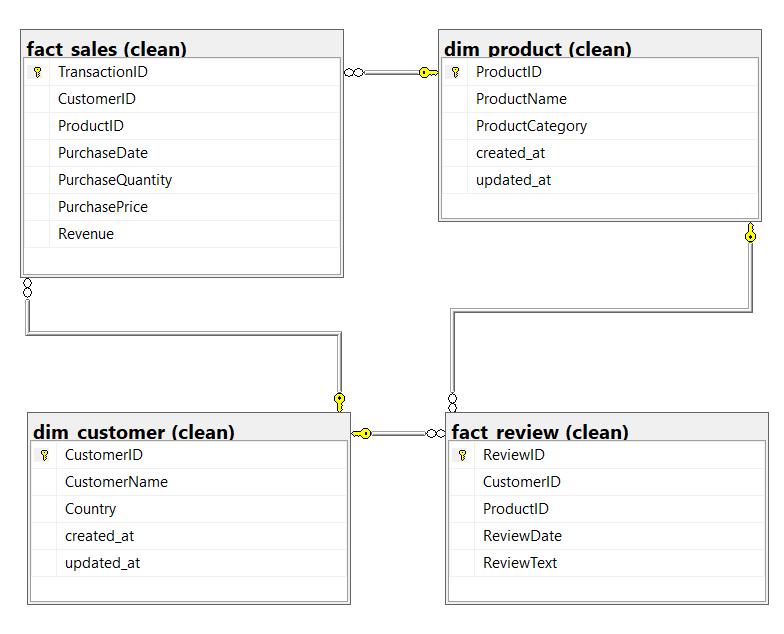 fact_sales (clean)
TransactionID
CustomerID
ProductID
PurchaseDate
PurchaseQuantity
PurchasePrice
Revenue
dim_product (clean)
ProductID
ProductName
ProductCategory
created_at
updated_at
dim_customer (clean)
CustomerID
CustomerName
Country
created_at
updated_at
fact_review (clean)
ReviewID
CustomerID
ProductID
ReviewDate
ReviewText